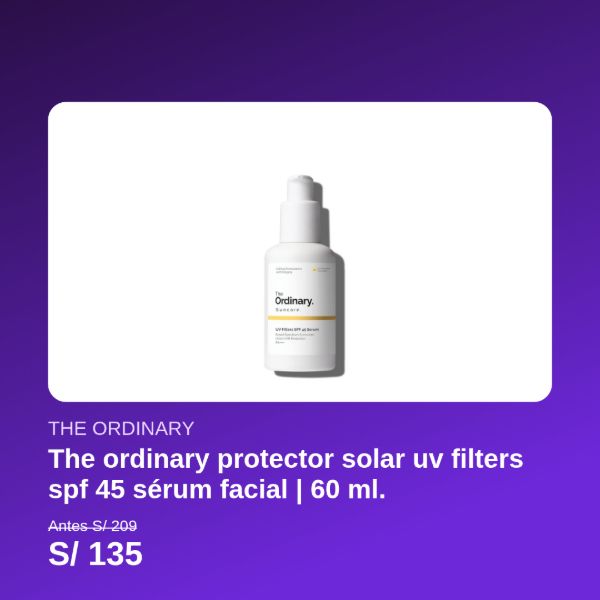 The
Ordinary.
Suncare
UV Filters SPF 45 Serum
THE ORDINARY
The ordinary protector solar uv filters
spf 45 sérum facial | 60 ml.
Antes S/ 209
S/ 135